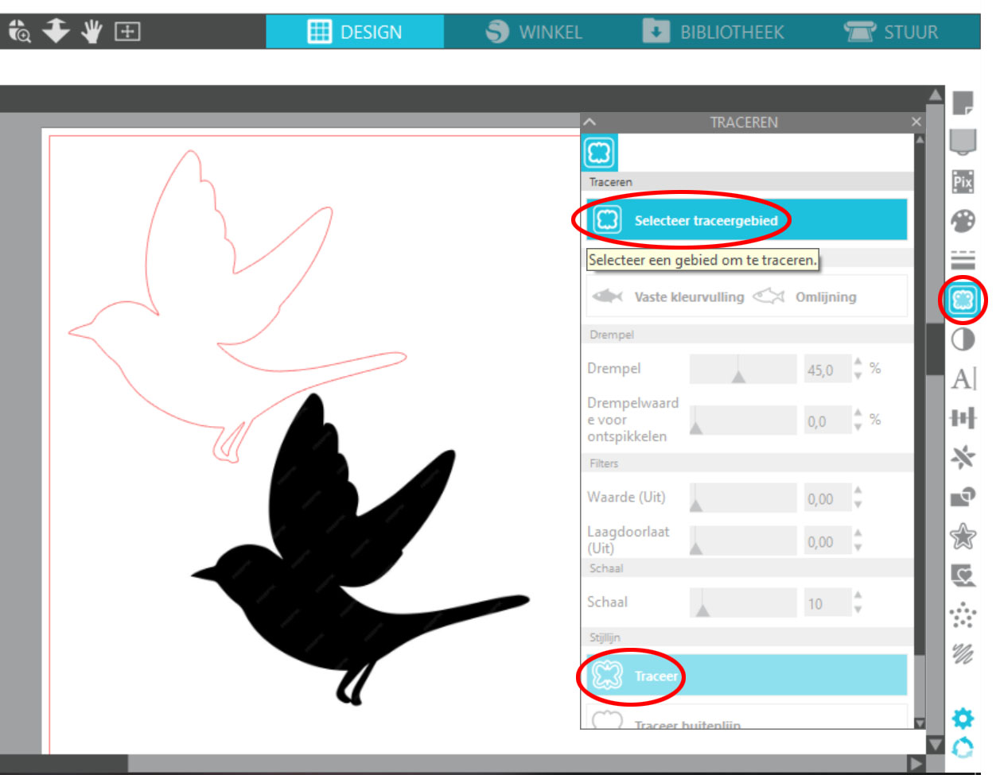 DESIGN
WINKEL
BIBLIOTHEEK
STUUR
TRACEREN
Traceren
Selecteer traceergebied
Selecteer een gebied om te traceren.
Vaste kleurvulling
Omlijning
Drempel
Drempel
45,0
%
Drempelwaard
e voor
ontspikkelen
0,0
%
Filters
Waarde (Uit)
0,00
Laagdoorlaat
(Uit)
0,00
Schaal
Schaal
10
Stijllijn
Traceer
Traceer buitenlijn
Pix
A